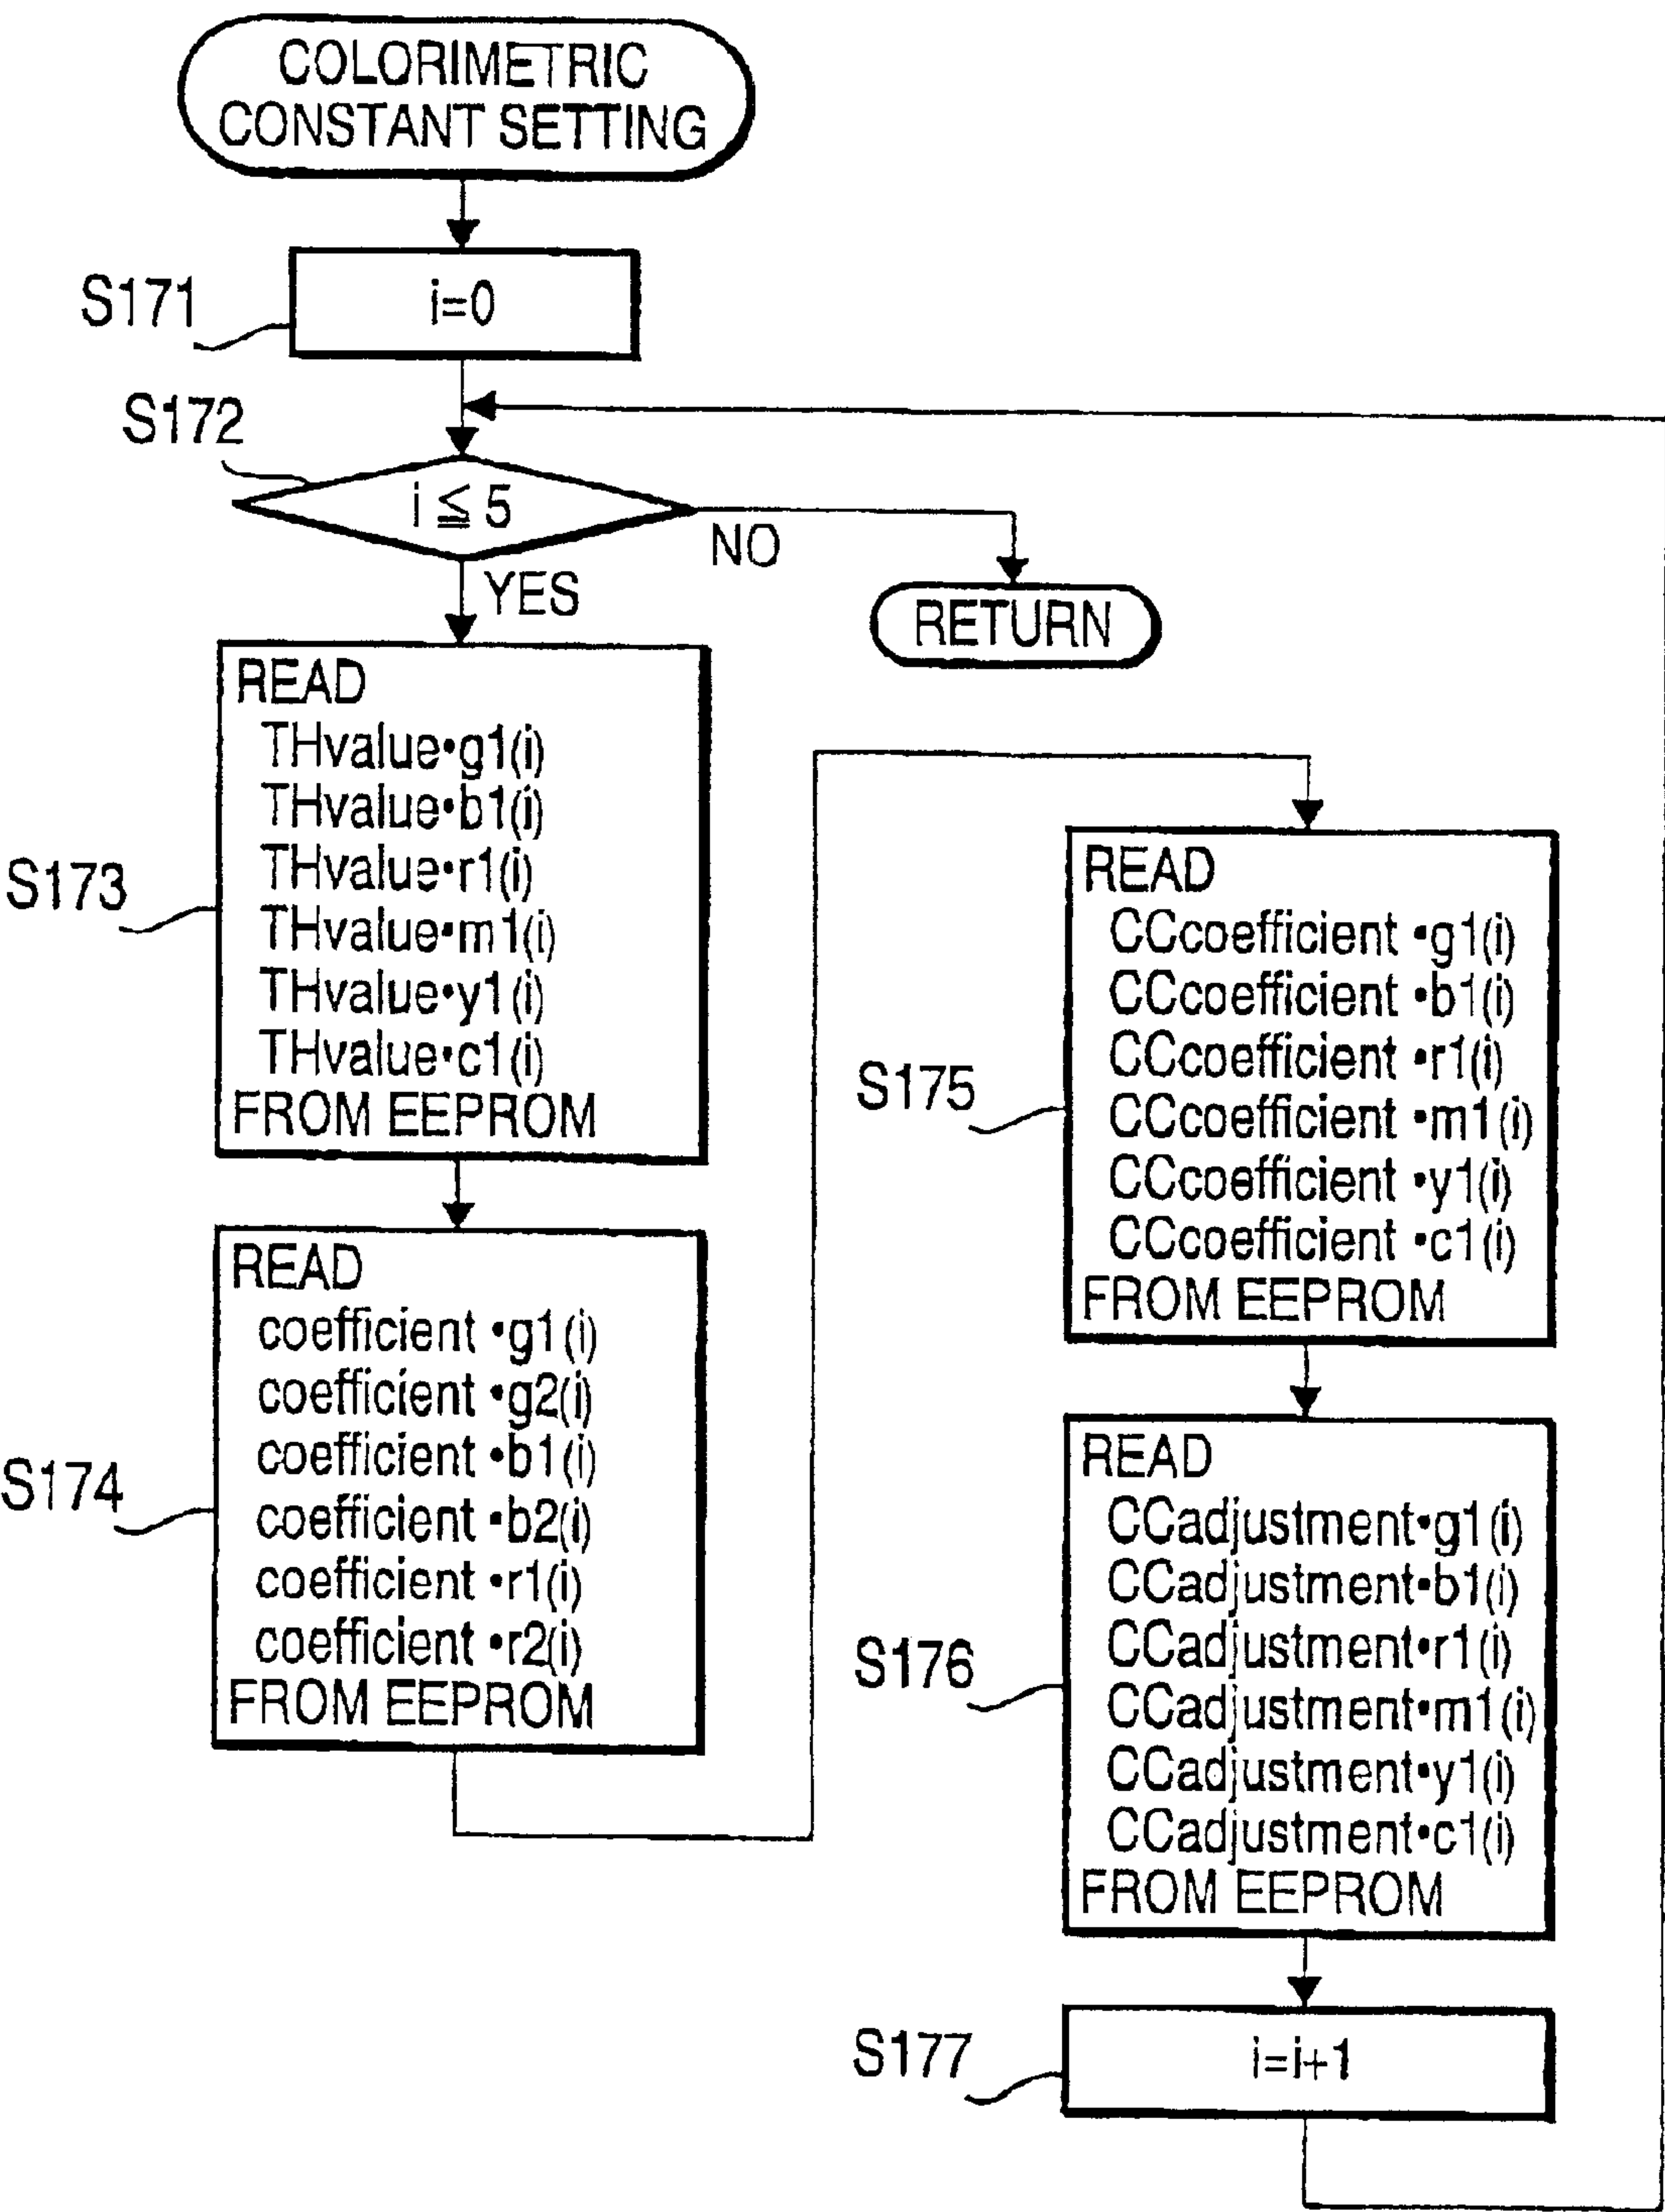 COLORIMETRIC
CONSTANT SETTING
S171
i=0
S172
i ≦ 5
NO
YES
RETURN
S173
READ
THvalue•g1(i)
THvalue•b1(i)
THvalue•r1(i)
THvalue•m1(i)
THvalue•y1(i)
THvalue•c1(i)
FROM EEPROM
S174
READ
coefficient •g1(i)
coefficient •g2(i)
coefficient •b1(i)
coefficient •b2(i)
coefficient •r1(i)
coefficient •r2(i)
FROM EEPROM
S175
READ
CCcoefficient •g1(i)
CCcoefficient •b1(i)
CCcoefficient •r1(i)
CCcoefficient •m1(i)
CCcoefficient •y1(i)
CCcoefficient •c1(i)
FROM EEPROM
S176
READ
CCadjustment•g1(i)
CCadjustment•b1(i)
CCadjustment•r1(i)
CCadjustment•m1(i)
CCadjustment•y1(i)
CCadjustment•c1(i)
FROM EEPROM
S177
i=i+1